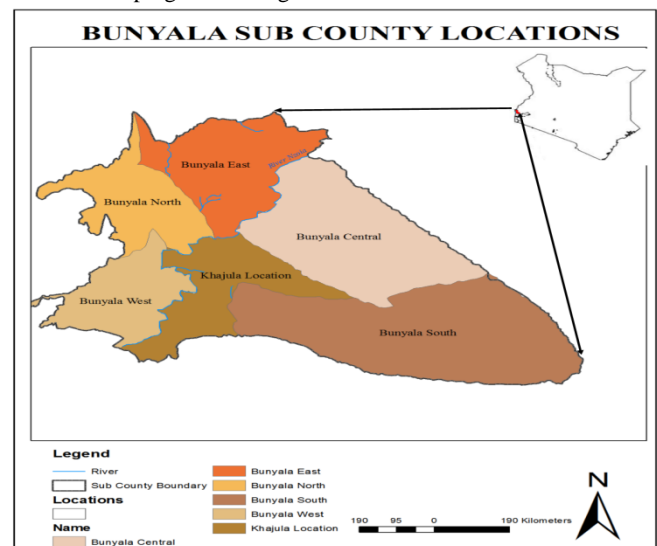 BUNYALA SUB COUNTY LOCATIONS
Bunyala East
River Nzoia
Bunyala North
Bunyala Central
Khajula Location
Bunyala West
Bunyala South
Legend
River
Sub County Boundary
Locations
Name
Bunyala Central
Bunyala East
Bunyala North
Bunyala South
Bunyala West
Khajula Location
190 95 0 190 Kilometers
N